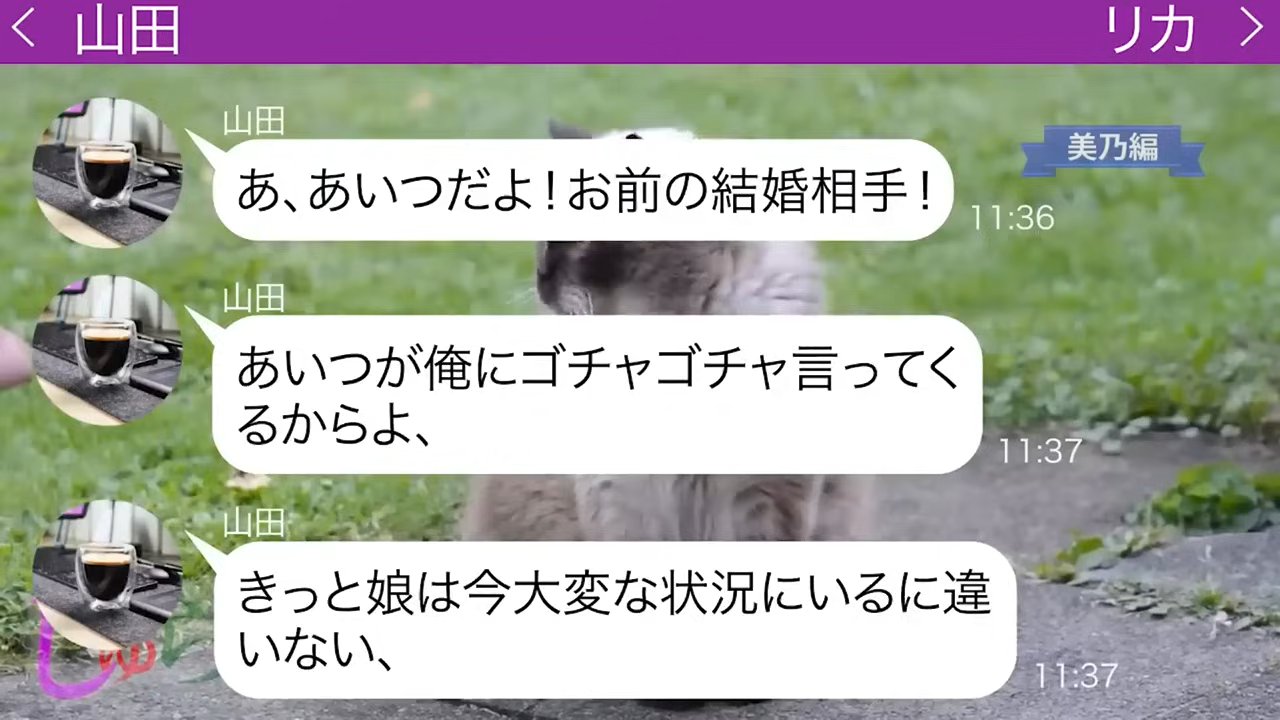 山田
リカ
美乃編
山田
あ、あいつだよ!お前の結婚相手!
11:36
山田
あいつが俺にゴチャゴチャ言ってく
るからよ、
11:37
山田
きっと娘は今大変な状況にいるに違
いない、
11:37